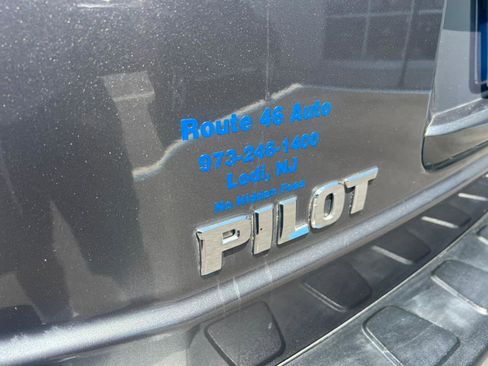 Route 46 Auto
973-246-1400
Lodi, NJ
No Hidden Fees
PILOT